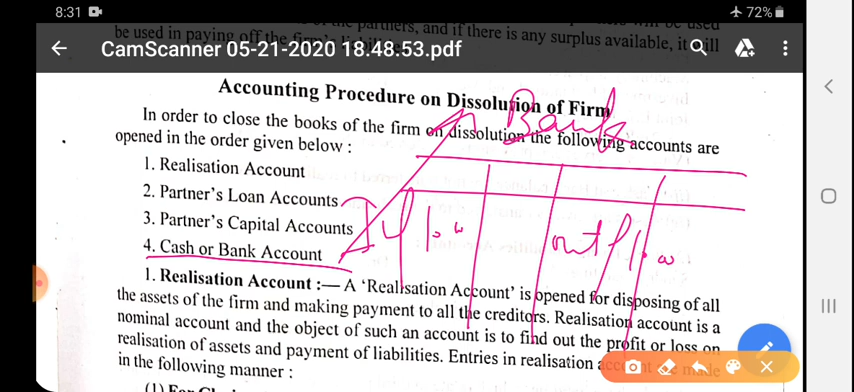 8:31
72%
be used in paying off the firm's liabilities
the partners, and if there is any surplus available, it will
CamScanner 05-21-2020 18.48.53.pdf
Accounting Procedure on Dissolution of Firm
Bank
In order to close the books of the firm on dissolution the following accounts are
opened in the order given below :
1. Realisation Account
2. Partner's Loan Accounts
3. Partner's Capital Accounts
4. Cash or Bank Account
Inflow
outflow
1. Realisation Account :— A 'Realisation Account' is opened for disposing of all
the assets of the firm and making payment to all the creditors. Realisation account is a
nominal account and the object of such an account is to find out the profit or loss on
realisation of assets and payment of liabilities. Entries in realisation account are made
in the following manner :